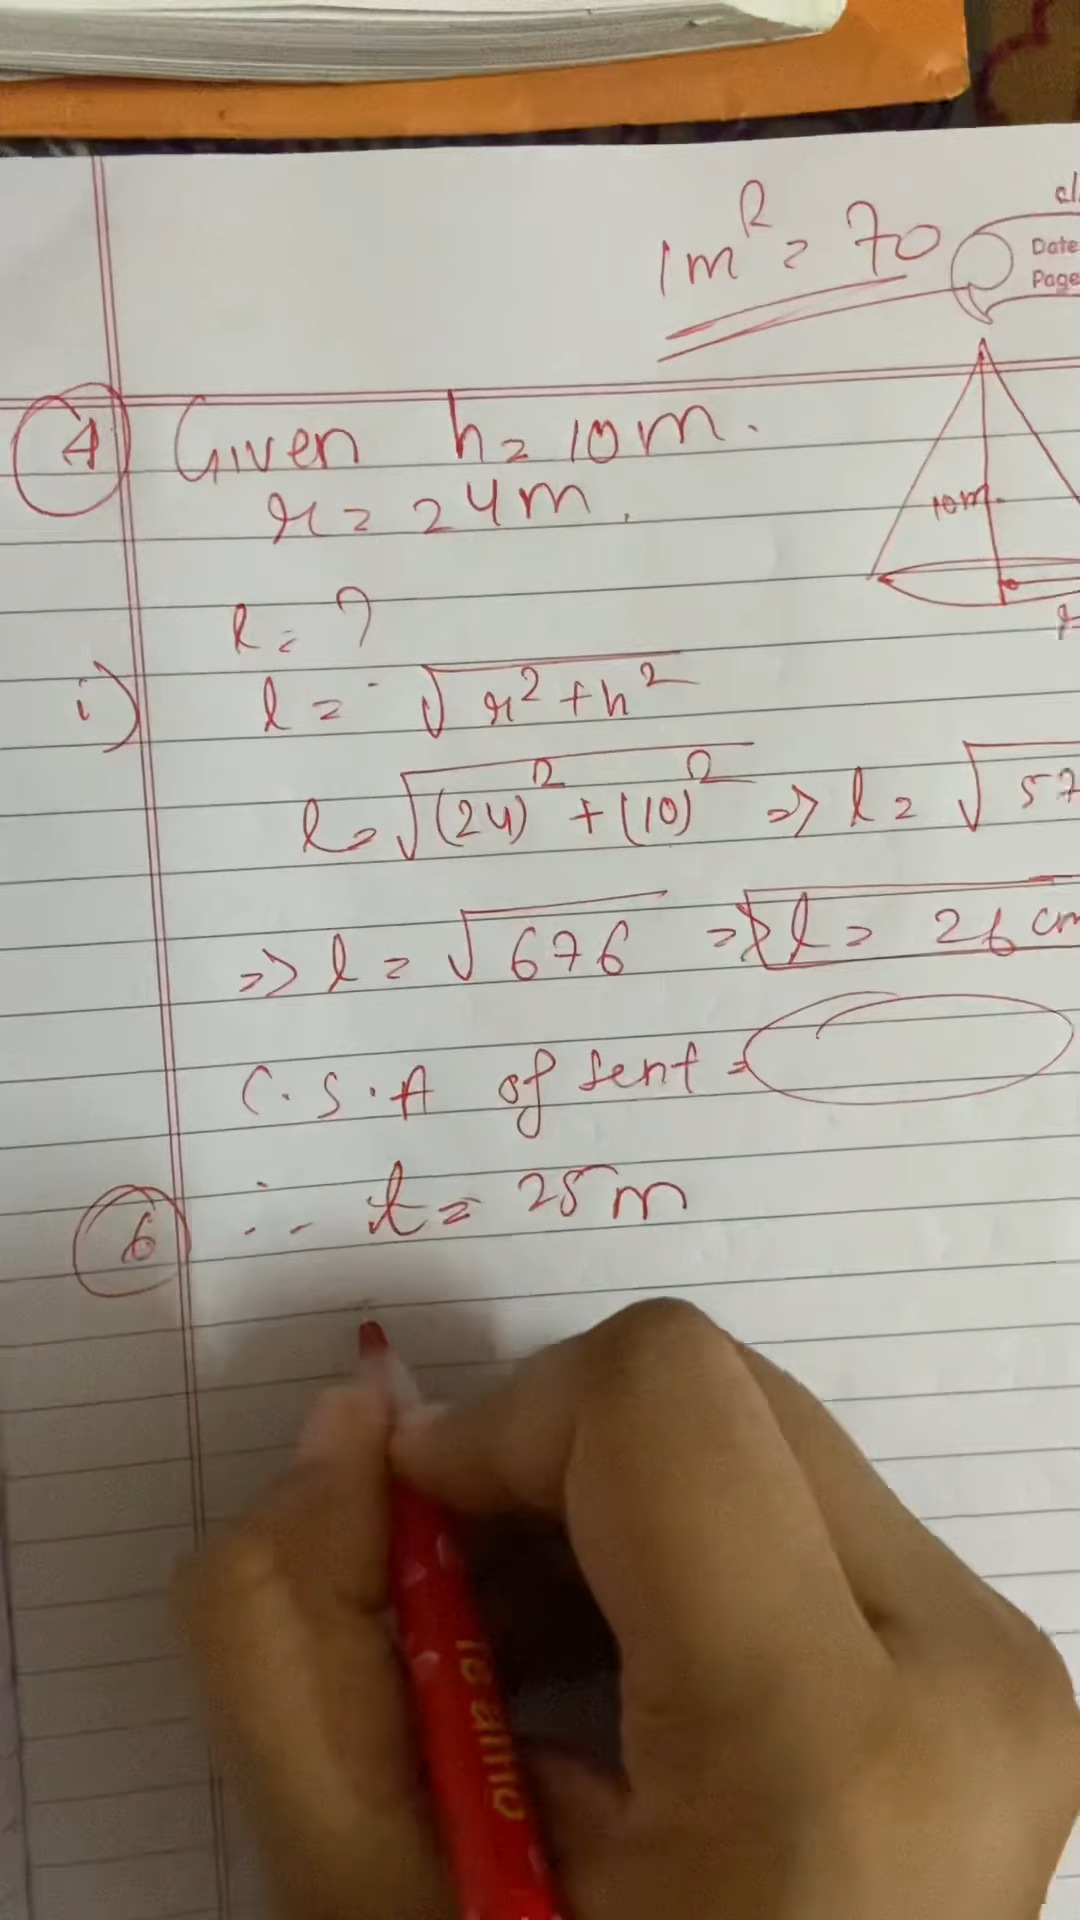 1m² = 70
Date
Page
4 Given h = 10m.
r = 24m.
10m.
l = ?
i) l = √r²+h²
l = √(24)²+(10)² => l = √57
=> l = √676 => l = 26 cm
C.S.A of tent =
6 ∴ l = 25m